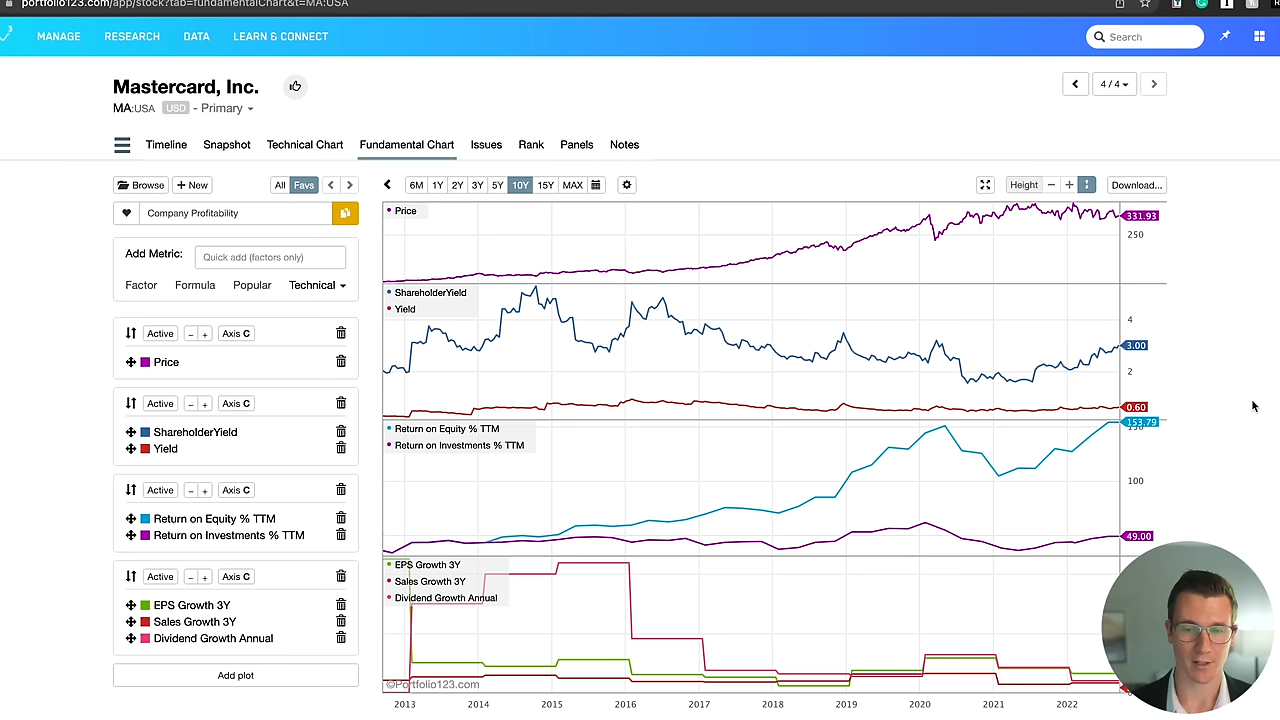 portfolio123.com/app/stock?tab=fundamentalChart&t=MA:USA
MANAGE RESEARCH DATA LEARN & CONNECT Search
Mastercard, Inc.
4 / 4
MA:USA USD - Primary
Timeline Snapshot Technical Chart Fundamental Chart Issues Rank Panels Notes
Browse + New All Favs 6M 1Y 2Y 3Y 5Y 10Y 15Y MAX Height − + Download...
Company Profitability
Add Metric: Quick add (factors only)
Factor Formula Popular Technical
Active − + Axis C
Price
Active − + Axis C
ShareholderYield
Yield
Active − + Axis C
Return on Equity % TTM
Return on Investments % TTM
Active − + Axis C
EPS Growth 3Y
Sales Growth 3Y
Dividend Growth Annual
Add plot
Price
331.93
250
ShareholderYield
Yield
4
3.00
2
0.60
153.79
Return on Equity % TTM
Return on Investments % TTM
100
49.00
EPS Growth 3Y
Sales Growth 3Y
Dividend Growth Annual
©Portfolio123.com
2013 2014 2015 2016 2017 2018 2019 2020 2021 2022